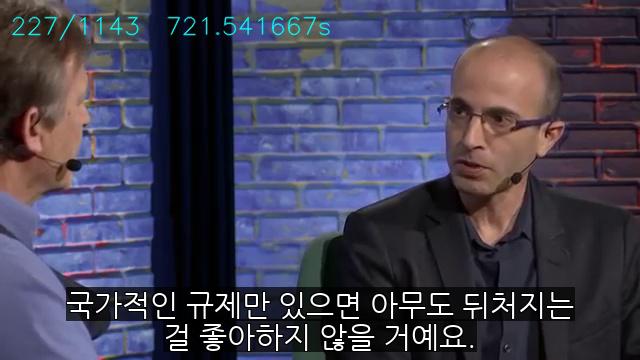 227/1143 721.541667s
국가적인 규제만 있으면 아무도 뒤처지는
걸 좋아하지 않을 거예요.